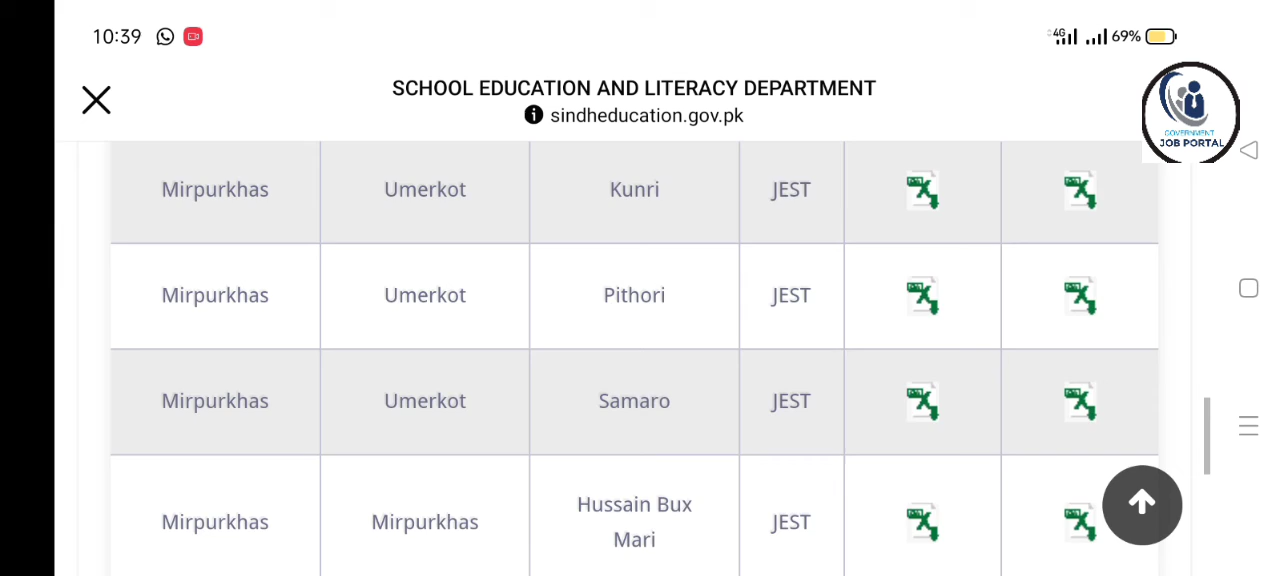 10:39
4G 69%
SCHOOL EDUCATION AND LITERACY DEPARTMENT
sindheducation.gov.pk
GOVERNMENT
JOB PORTAL
Mirpurkhas Umerkot Kunri JEST
Mirpurkhas Umerkot Pithori JEST
Mirpurkhas Umerkot Samaro JEST
Mirpurkhas Mirpurkhas Hussain Bux Mari JEST